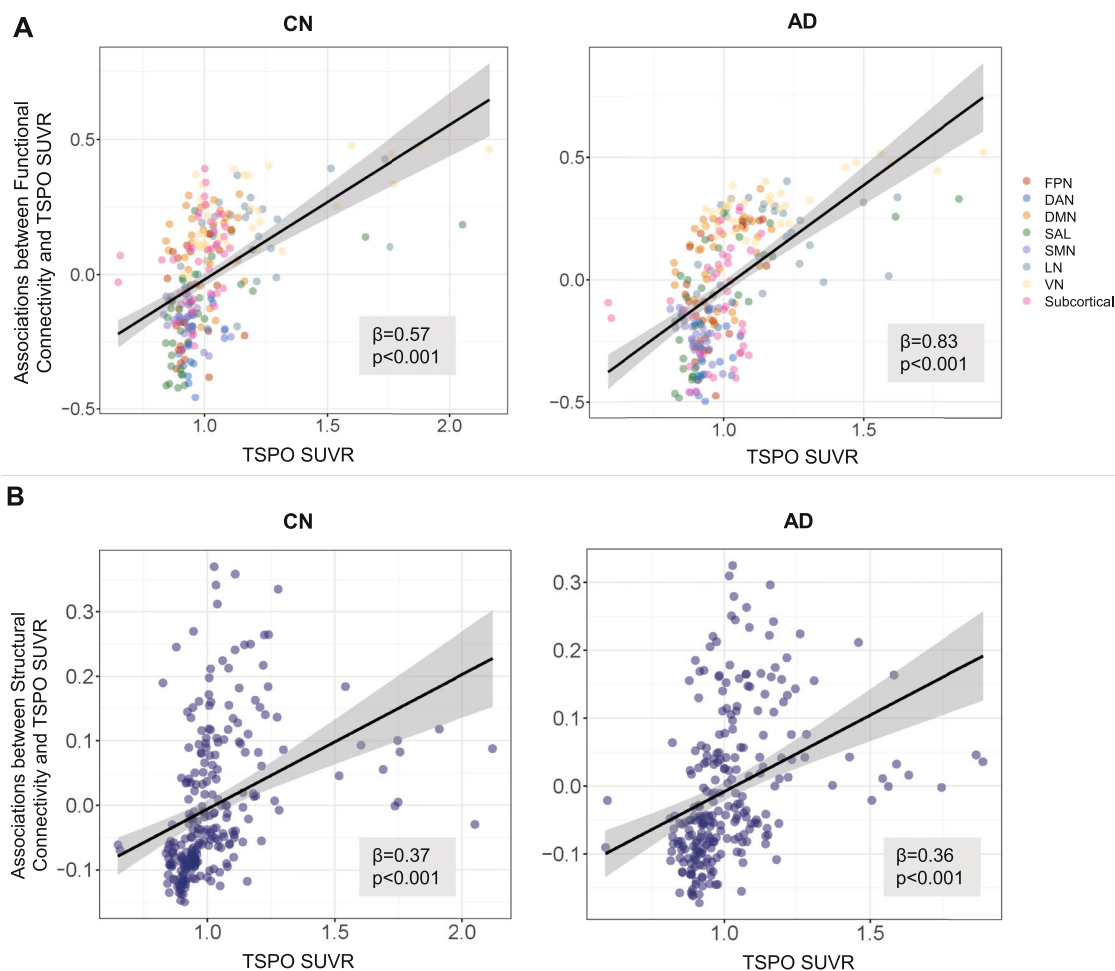 A
CN
AD
Associates between Functional
Connectivity and TSPO SUVR
0.5
0.0
−0.5
1.0
1.5
2.0
TSPO SUVR
β=0.57
p<0.001
0.5
0.0
−0.5
1.0
1.5
TSPO SUVR
β=0.83
p<0.001
FPN
DAN
DMN
SAL
SMN
LN
VN
Subcortical
B
CN
AD
Associations between Structural
Connectivity and TSPO SUVR
0.3
0.2
0.1
0.0
−0.1
1.0
1.5
2.0
TSPO SUVR
β=0.37
p<0.001
0.3
0.2
0.1
0.0
−0.1
1.0
1.5
TSPO SUVR
β=0.36
p<0.001